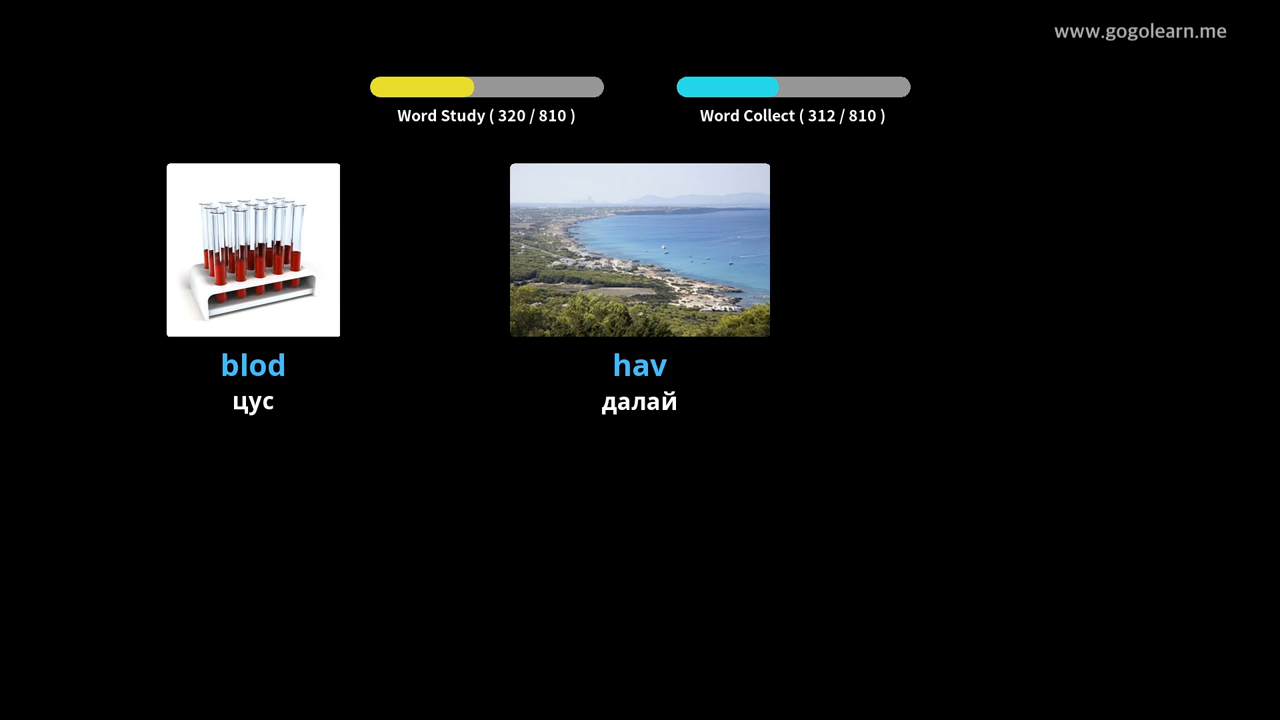 www.gogolearn.me
Word Study ( 320 / 810 )
Word Collect ( 312 / 810 )
blod
цус
hav
далай